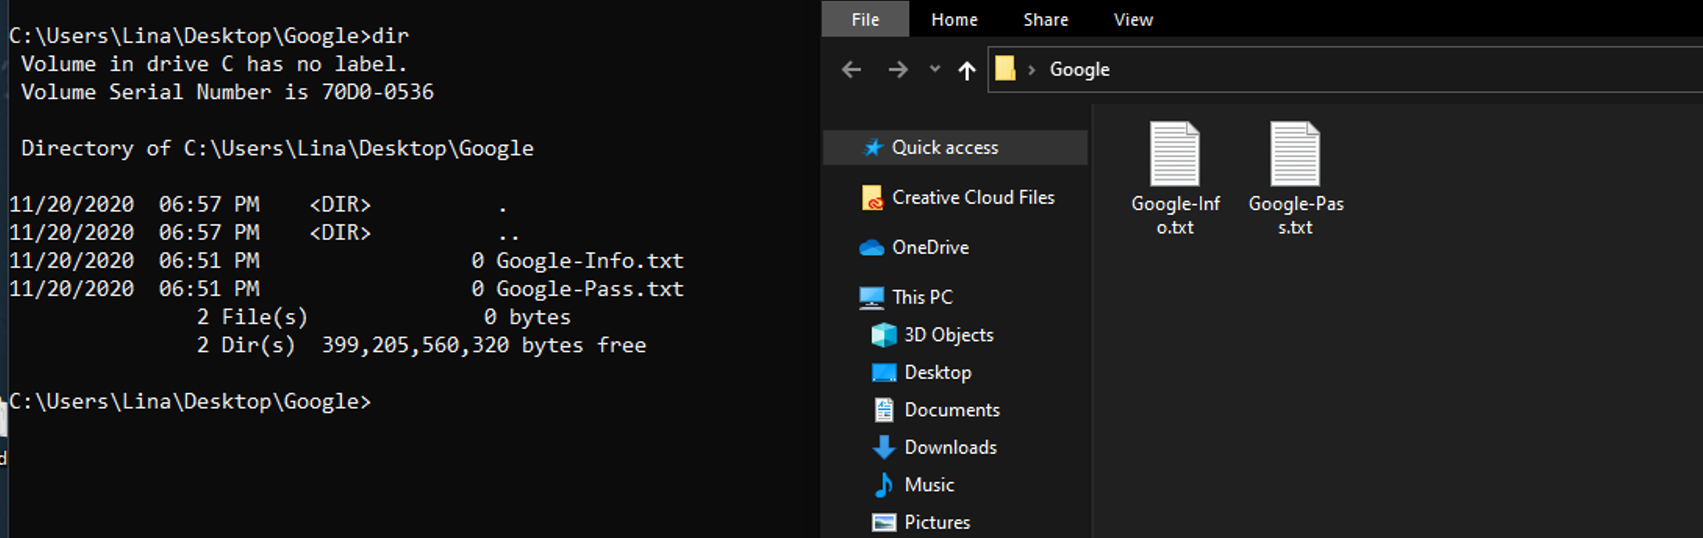 C:\Users\Lina\Desktop\Google>dir
Volume in drive C has no label.
Volume Serial Number is 70D0-0536
Directory of C:\Users\Lina\Desktop\Google
11/20/2020  06:57 PM    <DIR>          .
11/20/2020  06:57 PM    <DIR>          ..
11/20/2020  06:51 PM                 0 Google-Info.txt
11/20/2020  06:51 PM                 0 Google-Pass.txt
2 File(s)              0 bytes
2 Dir(s)  399,205,560,320 bytes free
C:\Users\Lina\Desktop\Google>
d
File Home Share View
Google
Quick access
Creative Cloud Files
OneDrive
This PC
3D Objects
Desktop
Documents
Downloads
Music
Pictures
Google-Inf
o.txt
Google-Pas
s.txt